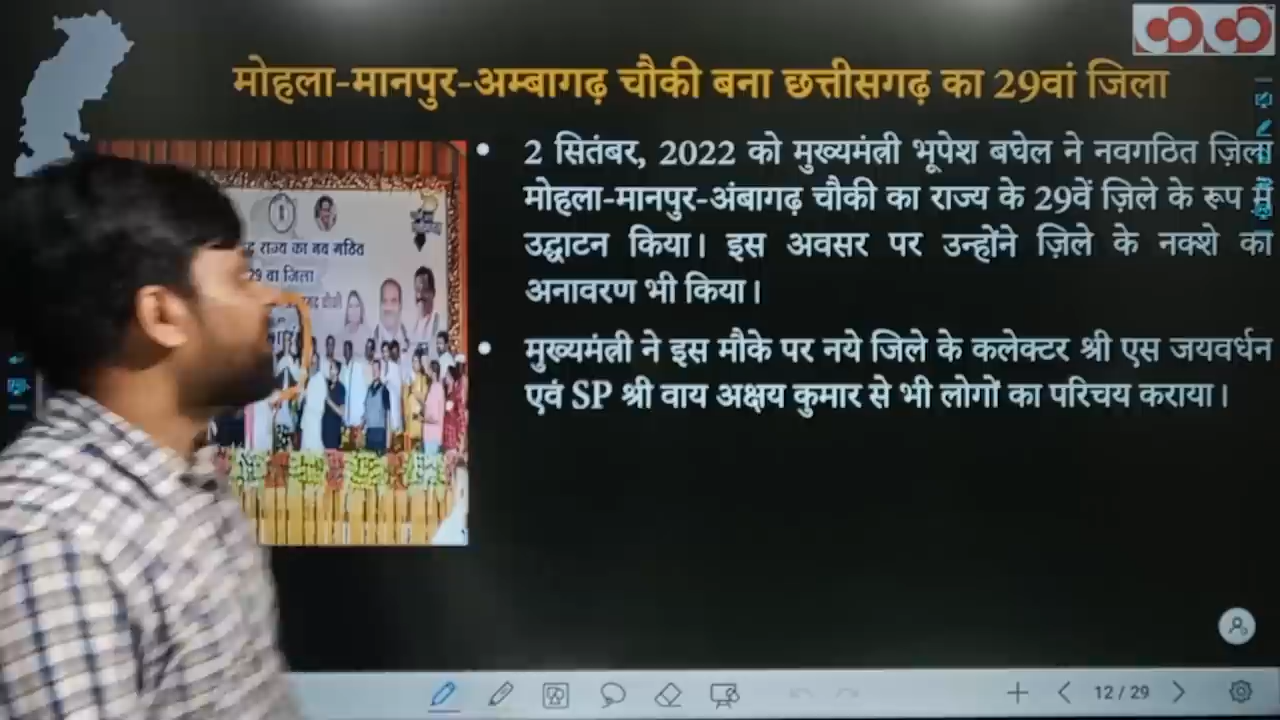 मोहला-मानपुर-अम्बागढ़ चौकी बना छत्तीसगढ़ का 29वां जिला
• 2 सितंबर, 2022 को मुख्यमंत्री भूपेश बघेल ने नवगठित ज़िला
मोहला-मानपुर-अंबागढ़ चौकी का राज्य के 29वें ज़िले के रूप में
उद्घाटन किया। इस अवसर पर उन्होंने ज़िले के नक्शे का
अनावरण भी किया।
• मुख्यमंत्री ने इस मौके पर नये जिले के कलेक्टर श्री एस जयवर्धन
एवं SP श्री वाय अक्षय कुमार से भी लोगों का परिचय कराया।
राज्य का नव गठित
29 वा जिला
चौकी
12 / 29